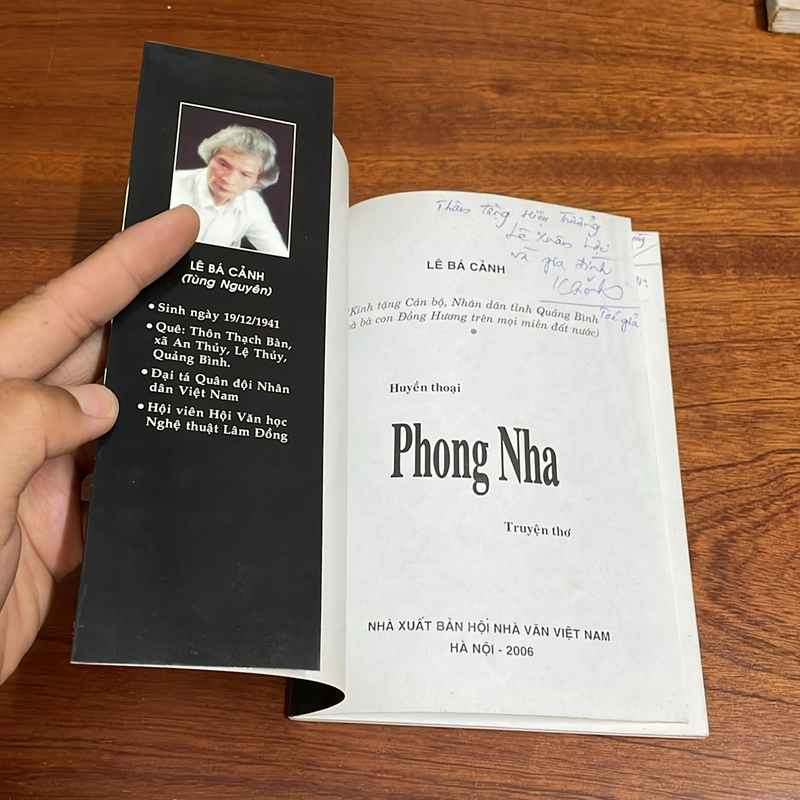 LÊ BÁ CẢNH
(Tùng Nguyên)
• Sinh ngày 19/12/1941
• Quê: Thôn Thạch Bàn,
xã An Thủy, Lệ Thủy,
Quảng Bình.
• Đại tá Quân đội Nhân
dân Việt Nam
• Hội viên Hội Văn học
Nghệ thuật Lâm Đồng
Thân tặng Hiệu Trưởng
Lê Xuân
và gia đình
Tác giả
LÊ BÁ CẢNH
(Kính tặng Cán bộ, Nhân dân tỉnh Quảng Bình
và bà con Đồng Hương trên mọi miền đất nước)
*
Huyền thoại
Phong Nha
Truyện thơ
NHÀ XUẤT BẢN HỘI NHÀ VĂN VIỆT NAM
HÀ NỘI - 2006